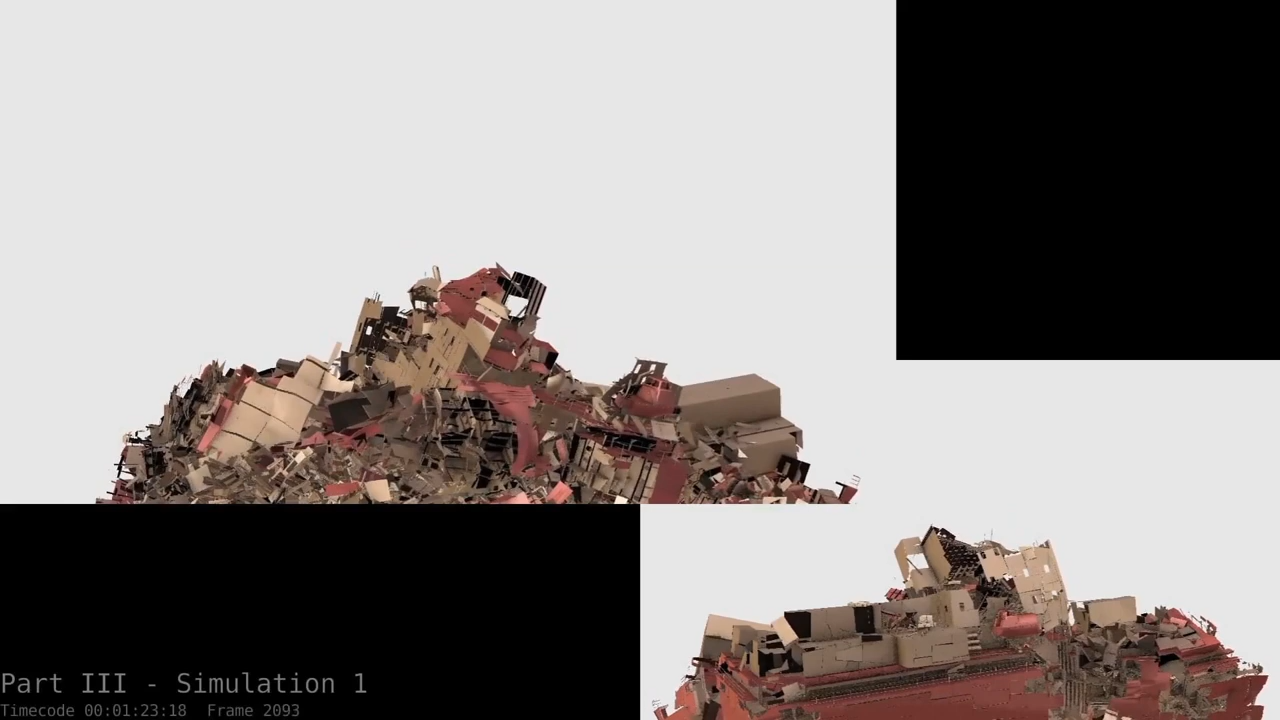 Part III - Simulation 1
Timecode 00:01:23:18 Frame 2093